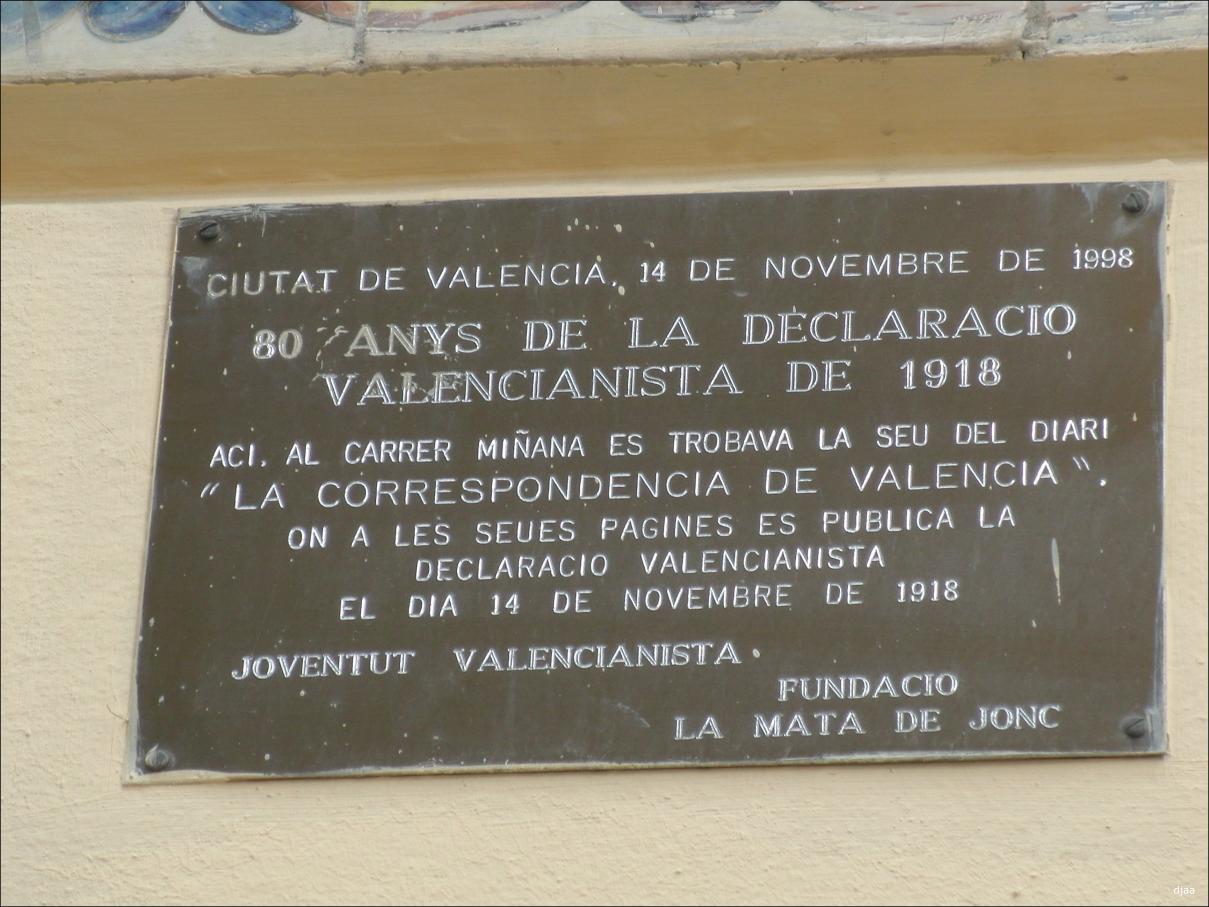 CIUTAT DE VALENCIA, 14 DE NOVEMBRE DE 1998
80 ANYS DE LA DECLARACIO
VALENCIANISTA DE 1918
ACI, AL CARRER MIÑANA ES TROBAVA LA SEU DEL DIARI
"LA CORRESPONDENCIA DE VALENCIA".
ON A LES SEUES PAGINES ES PUBLICA LA
DECLARACIO VALENCIANISTA
EL DIA 14 DE NOVEMBRE DE 1918
JOVENTUT VALENCIANISTA
FUNDACIO
LA MATA DE JONC
djaa